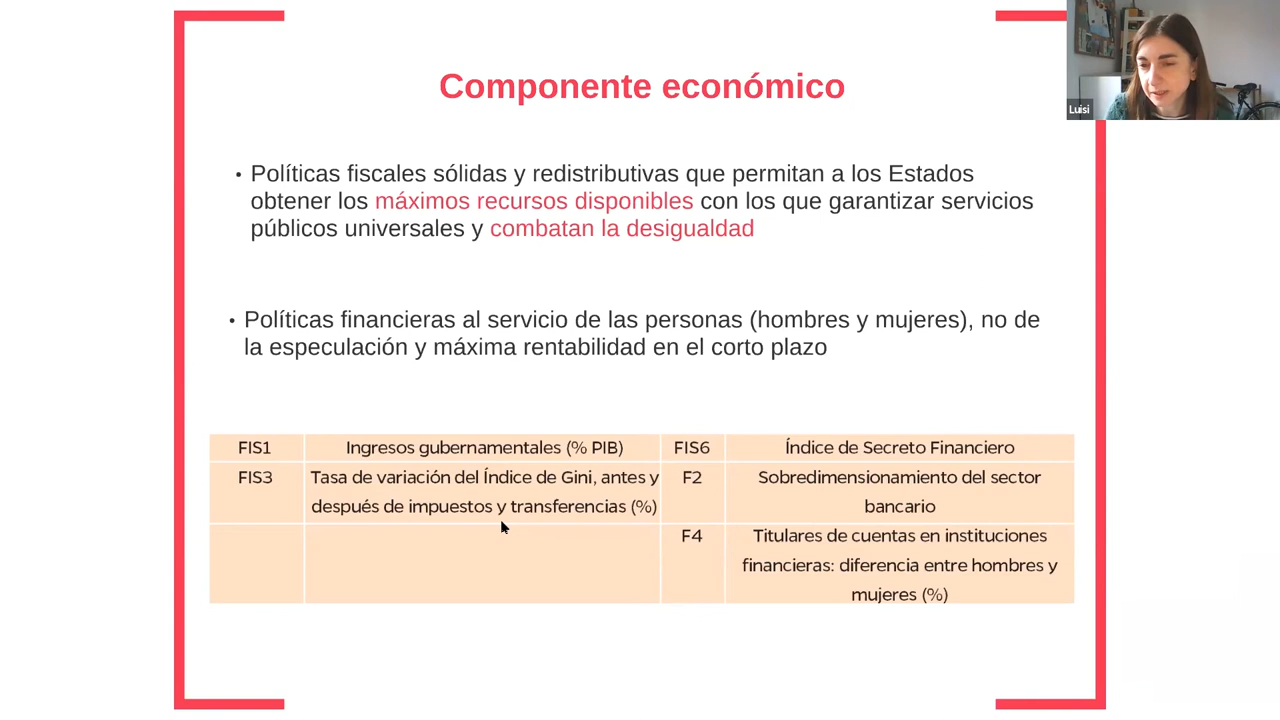 Componente económico
Luisi
• Políticas fiscales sólidas y redistributivas que permitan a los Estados
obtener los máximos recursos disponibles con los que garantizar servicios
públicos universales y combatan la desigualdad
• Políticas financieras al servicio de las personas (hombres y mujeres), no de
la especulación y máxima rentabilidad en el corto plazo
FIS1 Ingresos gubernamentales (% PIB) FIS6 Índice de Secreto Financiero
FIS3 Tasa de variación del Índice de Gini, antes y F2 Sobredimensionamiento del sector
después de impuestos y transferencias (%) bancario
F4 Titulares de cuentas en instituciones
financieras: diferencia entre hombres y
mujeres (%)